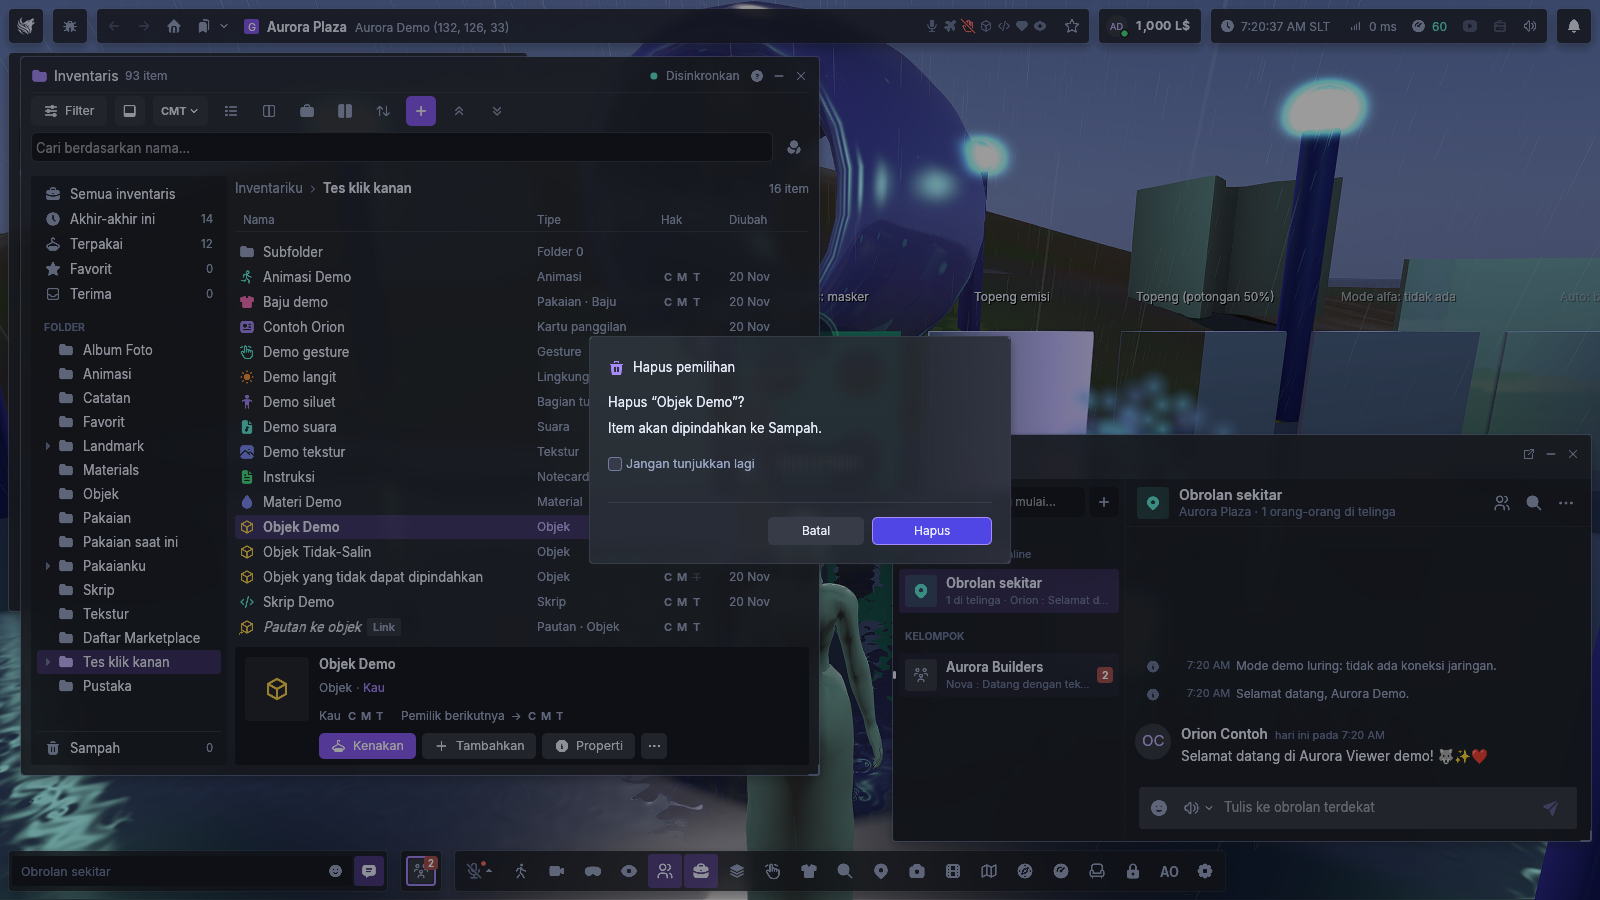 Aurora Plaza Aurora Demo (132, 126, 33)
AD 1,000 L$
7:20:37 AM SLT 0 ms 60
Inventaris 93 item
Disinkronkan
Filter
CMT
Cari berdasarkan nama...
Semua inventaris
Akhir-akhir ini 14
Terpakai 12
Favorit 0
Terima 0
FOLDER
Album Foto
Animasi
Catatan
Favorit
Landmark
Materials
Objek
Pakaian
Pakaian saat ini
Pakaianku
Skrip
Tekstur
Daftar Marketplace
Tes klik kanan
Pustaka
Sampah 0
Inventariku › Tes klik kanan 16 item
Nama Tipe Hak Diubah
Subfolder Folder 0
Animasi Demo Animasi C M T 20 Nov
Baju demo Pakaian · Baju C M T 20 Nov
Contoh Orion Kartu panggilan 20 Nov
Demo gesture Gesture
Demo langit Lingkung
Demo siluet Bagian tu
Demo suara Suara
Demo tekstur Tekstur
Instruksi Notecard
Materi Demo Material
Objek Demo Objek
Objek Tidak-Salin Objek
Objek yang tidak dapat dipindahkan Objek C M T 20 Nov
Skrip Demo Skrip C M T 20 Nov
Pautan ke objek Link Pautan · Objek C M T
Objek Demo
Objek · Kau
Kau C M T Pemilik berikutnya → C M T
Kenakan
Tambahkan
Properti
Hapus pemilihan
Hapus “Objek Demo”?
Item akan dipindahkan ke Sampah.
Jangan tunjukkan lagi
Batal
Hapus
: masker
Topeng emisi
Topeng (potongan 50%)
Mode alfa: tidak ada
mulai...
nline
Obrolan sekitar
1 di telinga · Orion : Selamat d...
KELOMPOK
Aurora Builders
Nova : Datang dengan tek... 2
Obrolan sekitar
Aurora Plaza · 1 orang-orang di telinga
7:20 AM Mode demo luring: tidak ada koneksi jaringan.
7:20 AM Selamat datang, Aurora Demo.
OC Orion Contoh hari ini pada 7:20 AM
Selamat datang di Aurora Viewer demo! 🐺✨❤️
Tulis ke obrolan terdekat
Obrolan sekitar
2
AO